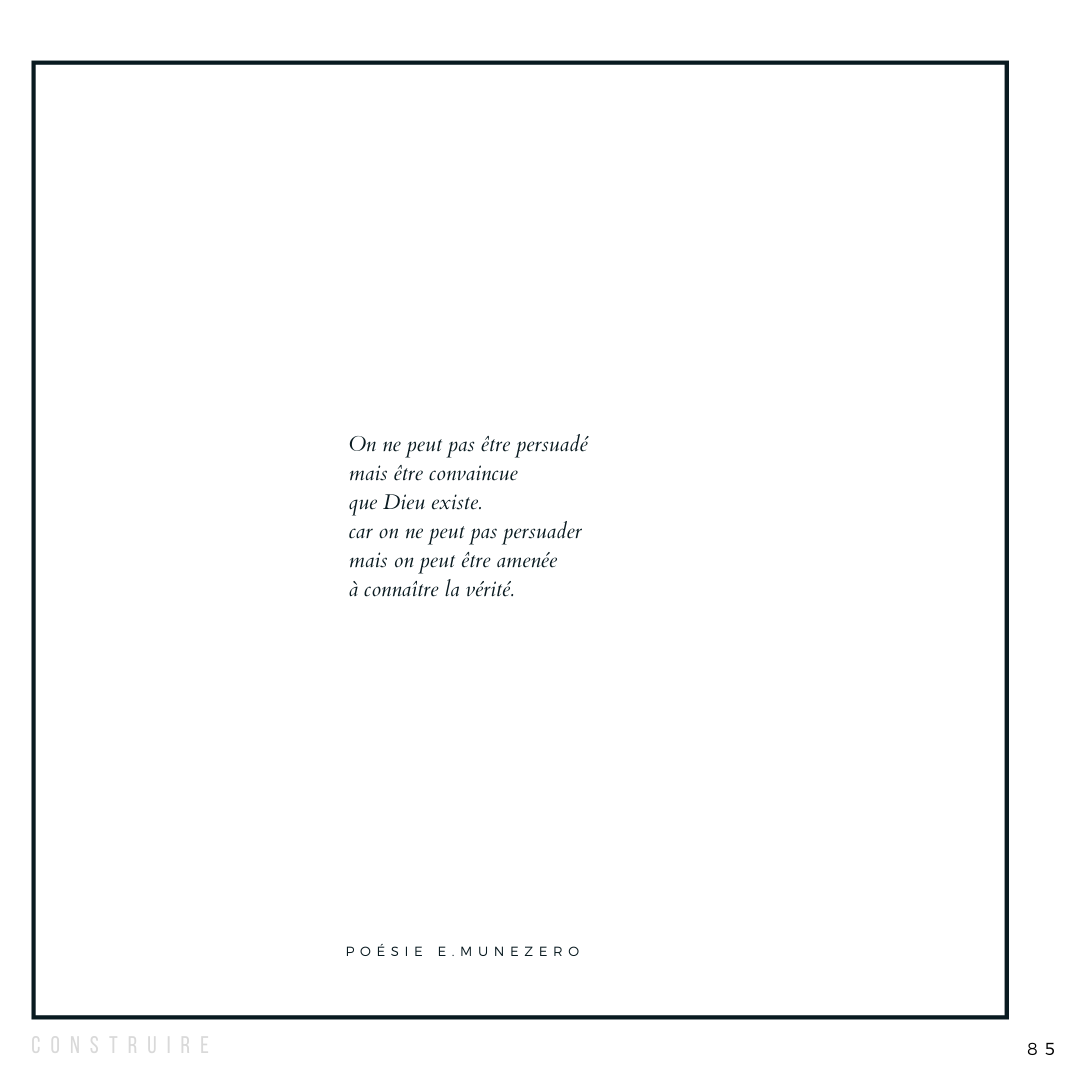 On ne peut pas être persuadé
mais être convaincue
que Dieu existe.
car on ne peut pas persuader
mais on peut être amenée
à connaître la vérité.
POÉSIE E.MUNEZERO
CONSTRUIRE
85